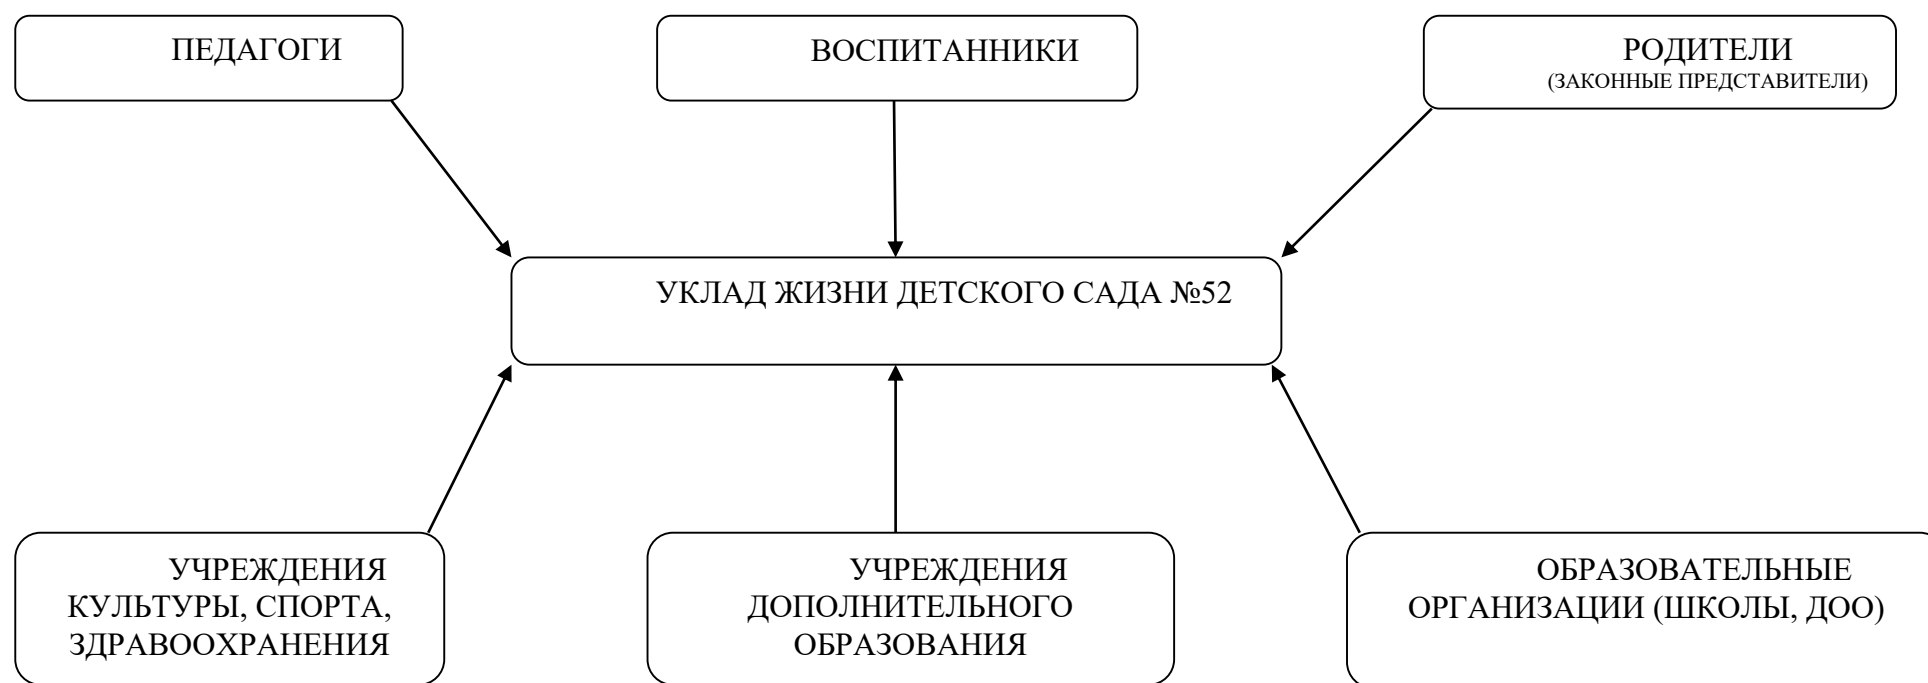 ПЕДАГОГИ
ВОСПИТАННИКИ
РОДИТЕЛИ
(ЗАКОННЫЕ ПРЕДСТАВИТЕЛИ)
УКЛАД ЖИЗНИ ДЕТСКОГО САДА №52
УЧРЕЖДЕНИЯ
КУЛЬТУРЫ, СПОРТА,
ЗДРАВООХРАНЕНИЯ
УЧРЕЖДЕНИЯ
ДОПОЛНИТЕЛЬНОГО
ОБРАЗОВАНИЯ
ОБРАЗОВАТЕЛЬНЫЕ
ОРГАНИЗАЦИИ (ШКОЛЫ, ДОО)